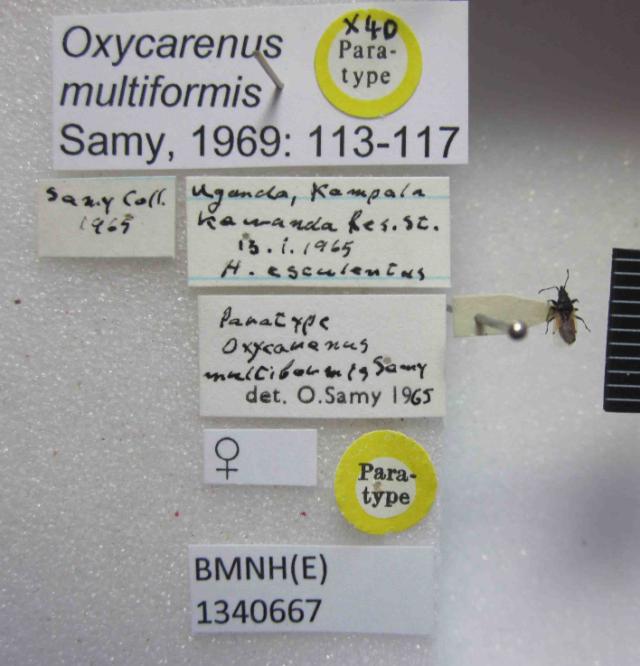 Oxycarenus
multiformis
Samy, 1969: 113-117
x40
Para-
type
Samy Coll.
1965
Uganda, Kampala
Kawanda Res. St.
13.i.1965
H. esculentus
Paratype
Oxycarenus
multiformis Samy
det. O.Samy 1965
♀
Para-
type
BMNH(E)
1340667